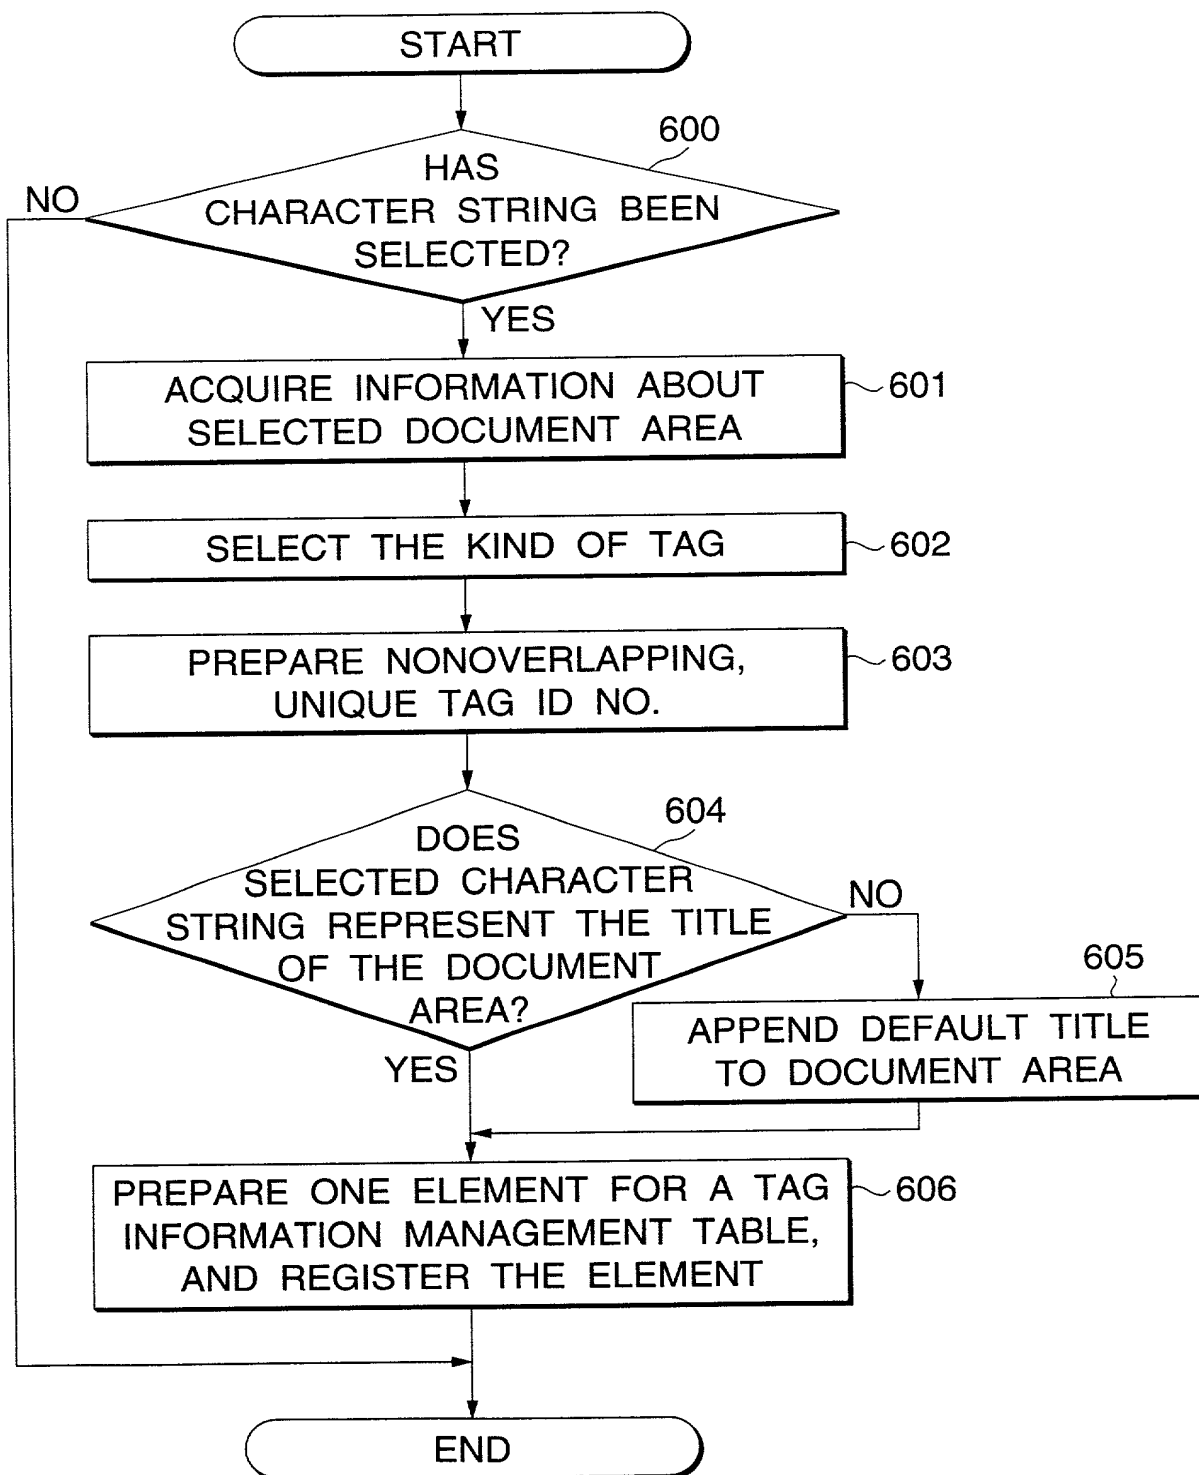 START
600
HAS
NO
CHARACTER STRING BEEN
SELECTED?
YES
ACQUIRE INFORMATION ABOUT
SELECTED DOCUMENT AREA
601
SELECT THE KIND OF TAG
602
PREPARE NONOVERLAPPING,
UNIQUE TAG ID NO.
603
604
DOES
SELECTED CHARACTER
STRING REPRESENT THE TITLE
OF THE DOCUMENT
AREA?
NO
YES
605
APPEND DEFAULT TITLE
TO DOCUMENT AREA
PREPARE ONE ELEMENT FOR A TAG
INFORMATION MANAGEMENT TABLE,
AND REGISTER THE ELEMENT
606
END